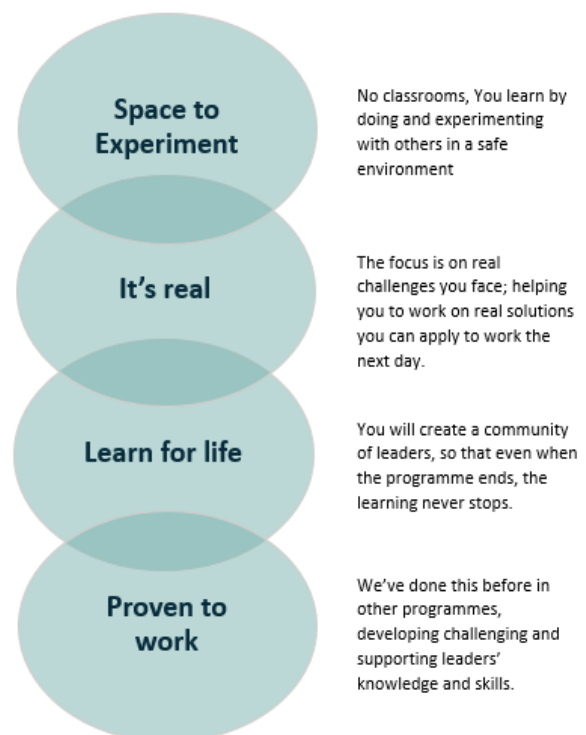 Space to
Experiment
No classrooms, You learn by
doing and experimenting
with others in a safe
environment
It's real
The focus is on real
challenges you face; helping
you to work on real solutions
you can apply to work the
next day.
Learn for life
You will create a community
of leaders, so that even when
the programme ends, the
learning never stops.
Proven to
work
We've done this before in
other programmes,
developing challenging and
supporting leaders'
knowledge and skills.